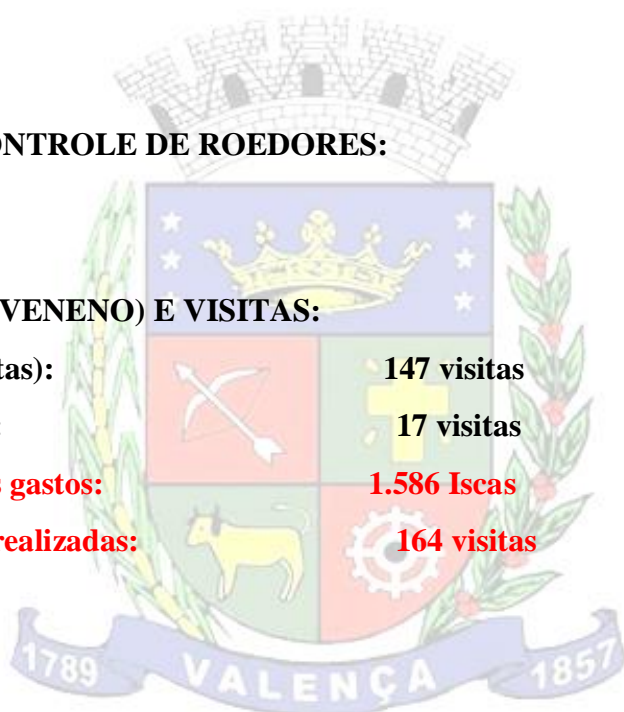 ONTROLE DE ROEDORES:
VENENO) E VISITAS:
tas): 147 visitas
: 17 visitas
s gastos: 1.586 Iscas
realizadas: 164 visitas
1789 VALENÇA 1857